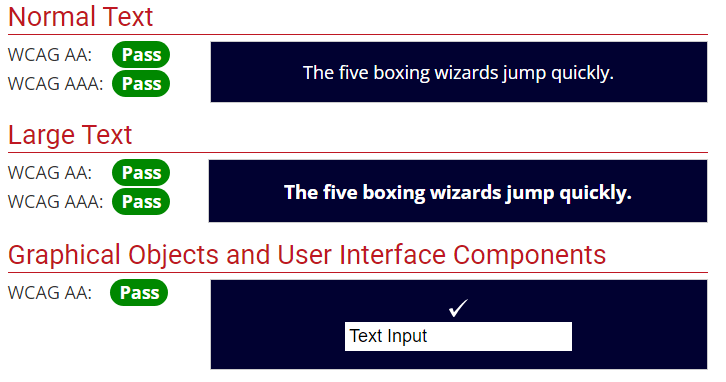 Normal Text
WCAG AA: Pass
The five boxing wizards jump quickly.
WCAG AAA: Pass
Large Text
WCAG AA: Pass
The five boxing wizards jump quickly.
WCAG AAA: Pass
Graphical Objects and User Interface Components
WCAG AA: Pass
✓
Text Input